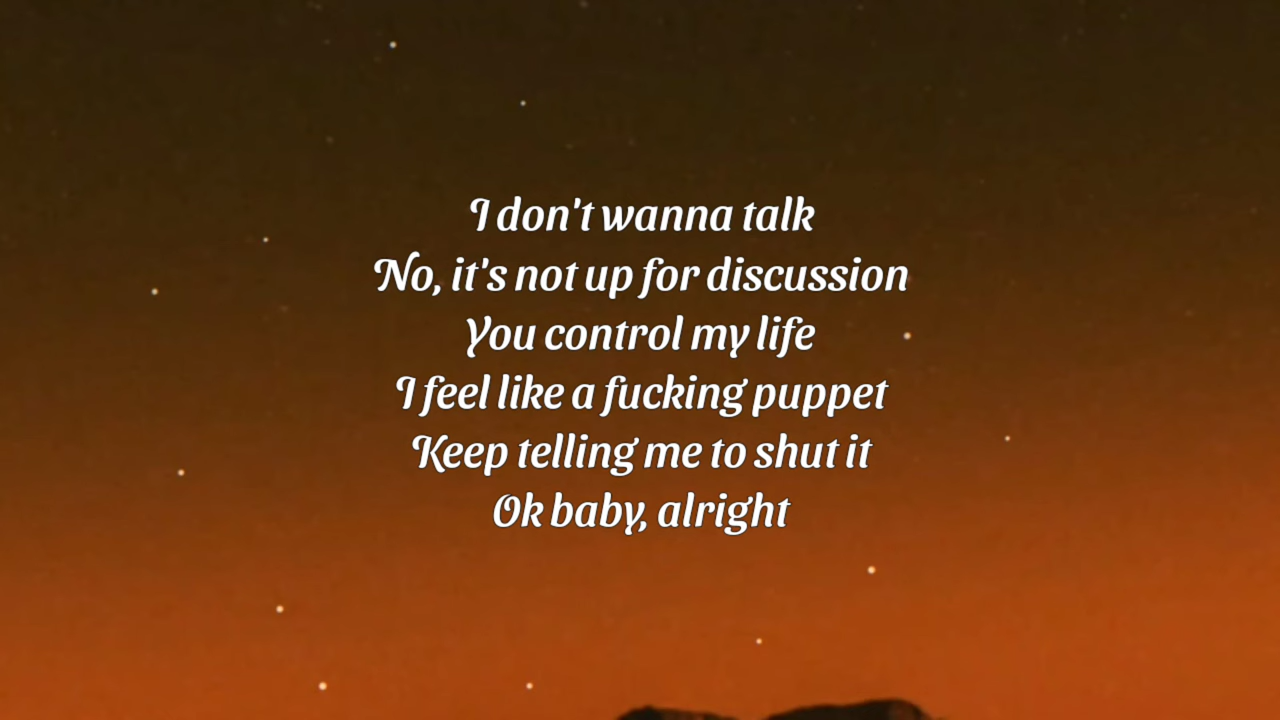 I don't wanna talk
No, it's not up for discussion
You control my life
I feel like a fucking puppet
Keep telling me to shut it
Ok baby, alright